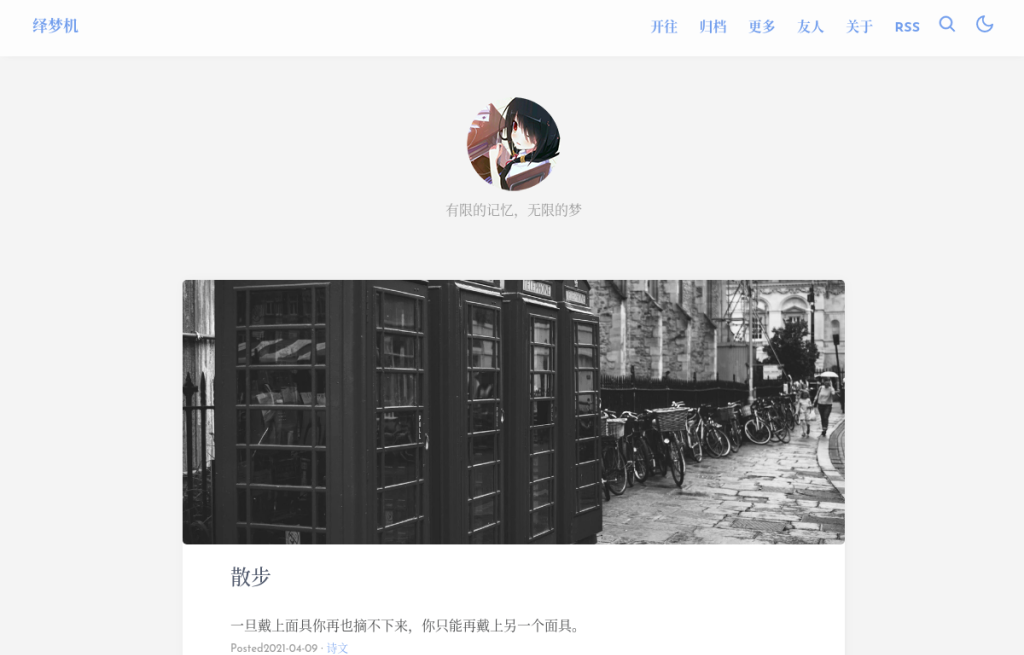 绎梦机
开往 归档 更多 友人 关于 RSS
有限的记忆，无限的梦
TELEPHONE
散步
一旦戴上面具你再也摘不下来，你只能再戴上另一个面具。
Posted2021-04-09 · 诗文